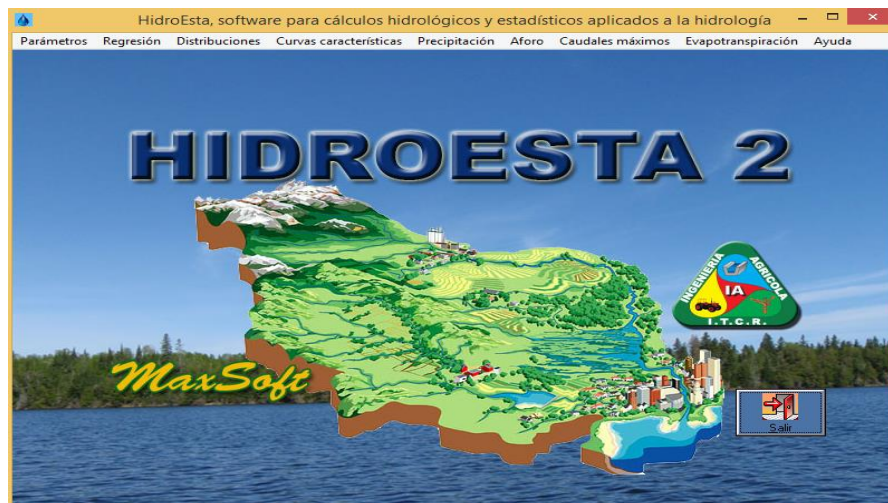 HidroEsta, software para cálculos hidrológicos y estadísticos aplicados a la hidrología
Parámetros Regresión Distribuciones Curvas características Precipitación Aforo Caudales máximos Evapotranspiración Ayuda
HIDROESTA 2
INGENIERÍA AGRICOLA
IA
I.T.C.R.
MaxSoft
Salir